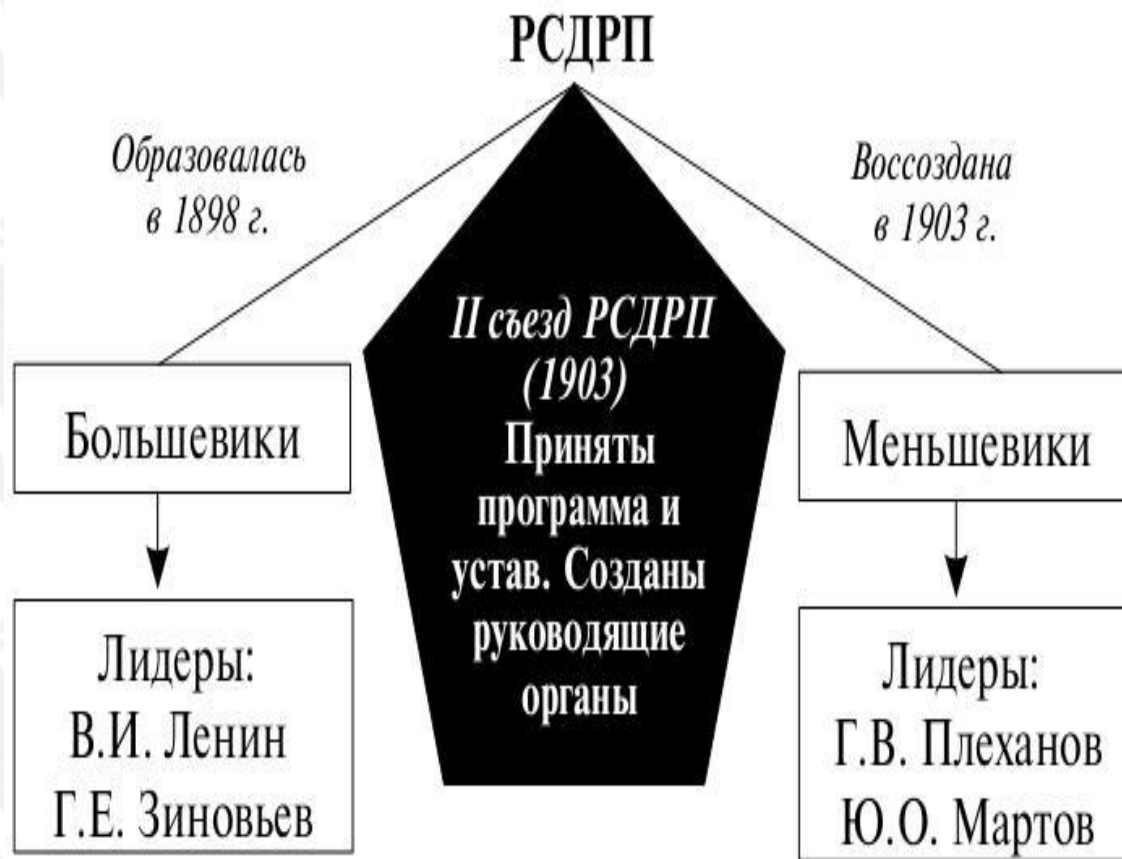 РСДРП
Образовалась
в 1898 г.
Воссоздана
в 1903 г.
II съезд РСДРП
(1903)
Приняты
программа и
устав. Созданы
руководящие
органы
Большевики
Меньшевики
Лидеры:
В.И. Ленин
Г.Е. Зиновьев
Лидеры:
Г.В. Плеханов
Ю.О. Мартов